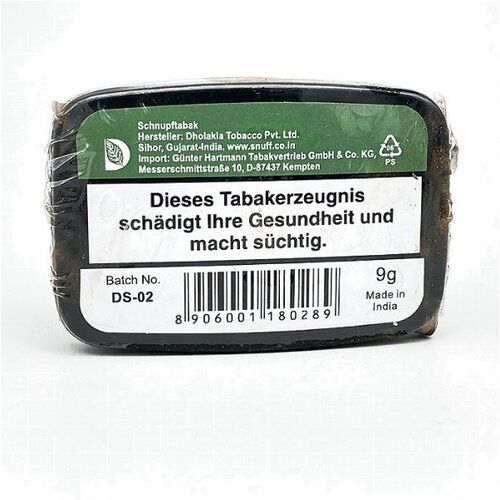 Schnupftabak
Hersteller: Dholakia Tobacco Pvt. Ltd.
Sihor, Gujarat-India. www.snuff.co.in
Import: Günter Hartmann Tabakvertrieb GmbH & Co. KG,
Messerschmittstraße 10, D-87437 Kempten
D
06
PS
Dieses Tabakerzeugnis
schädigt Ihre Gesundheit und
macht süchtig.
Batch No.
DS-02
8 906001 180289
9g
Made in
India